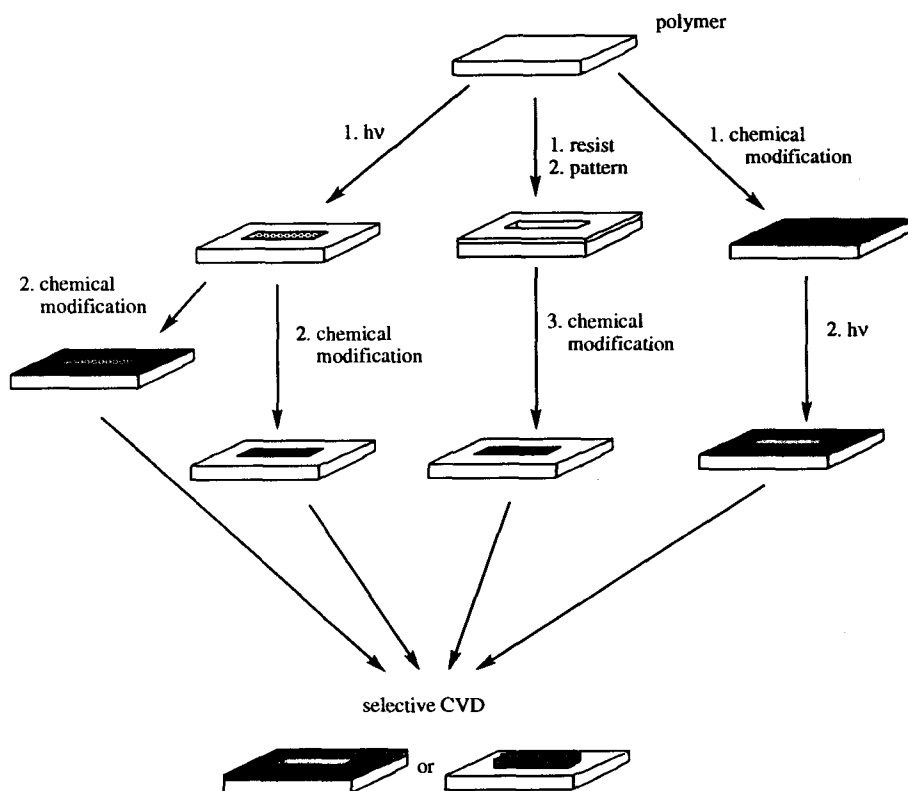 polymer
1. hν
1. resist
2. pattern
1. chemical
modification
2. chemical
modification
2. chemical
modification
3. chemical
modification
2. hν
selective CVD
or